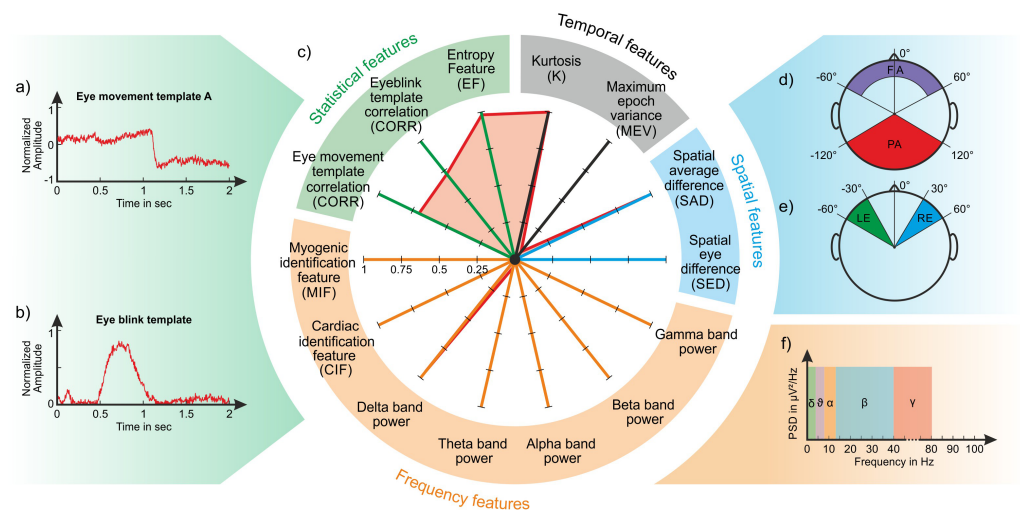 a)
Eye movement template A
Normalized
Amplitude
1
0
-1
0 0.5 1 1.5 2
Time in sec
b)
Eye blink template
Normalized
Amplitude
1
0
0 0.5 1 1.5 2
Time in sec
c)
Statistical features
Temporal features
Spatial features
Frequency features
Entropy
Feature
(EF)
Kurtosis
(K)
Maximum
epoch
variance
(MEV)
Spatial
average
difference
(SAD)
Spatial
eye
difference
(SED)
Gamma band
power
Beta band
power
Alpha band
power
Theta band
power
Delta band
power
Cardiac
identification
feature
(CIF)
Myogenic
identification
feature
(MIF)
Eye movement
template
correlation
(CORR)
Eyeblink
template
correlation
(CORR)
1 0.75 0.5 0.25
d)
0°
-60° FA 60°
PA
-120° 120°
e)
0°
-30° 30°
-60° 60°
LE RE
f)
PSD in µV²/Hz
δ ϑ α β γ
0 10 20 30 40 80 100
Frequency in Hz